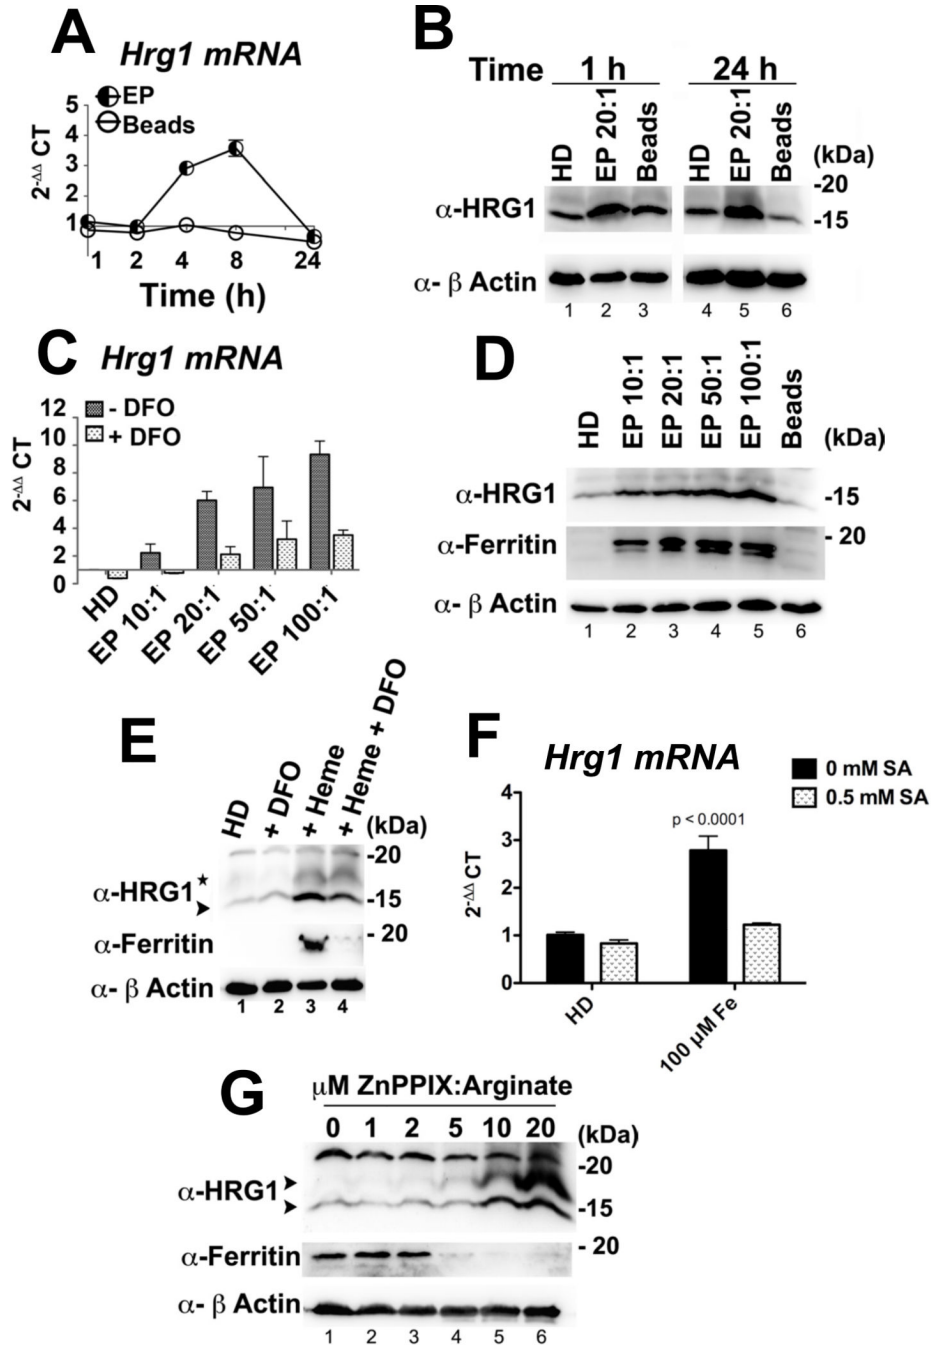 A
Hrg1 mRNA
EP
Beads
5
4
3
2
1
2-ΔΔ CT
1 2 4 8 24
Time (h)
B
Time 1 h 24 h
HD EP 20:1 Beads HD EP 20:1 Beads (kDa)
-20
α-HRG1 -15
α- β Actin
1 2 3 4 5 6
C
Hrg1 mRNA
- DFO
+ DFO
12
10
8
6
4
2
0
2-ΔΔ CT
HD EP 10:1 EP 20:1 EP 50:1 EP 100:1
D
HD EP 10:1 EP 20:1 EP 50:1 EP 100:1 Beads (kDa)
α-HRG1 -15
α-Ferritin - 20
α- β Actin
1 2 3 4 5 6
E
HD + DFO + Heme + Heme + DFO (kDa)
-20
α-HRG1 -15
α-Ferritin - 20
α- β Actin
1 2 3 4
F
Hrg1 mRNA
0 mM SA
0.5 mM SA
4
3
2
1
0
2-ΔΔ CT
p < 0.0001
HD 100 μM Fe
G
μM ZnPPIX:Arginate
0 1 2 5 10 20 (kDa)
-20
α-HRG1 -15
α-Ferritin - 20
α- β Actin
1 2 3 4 5 6